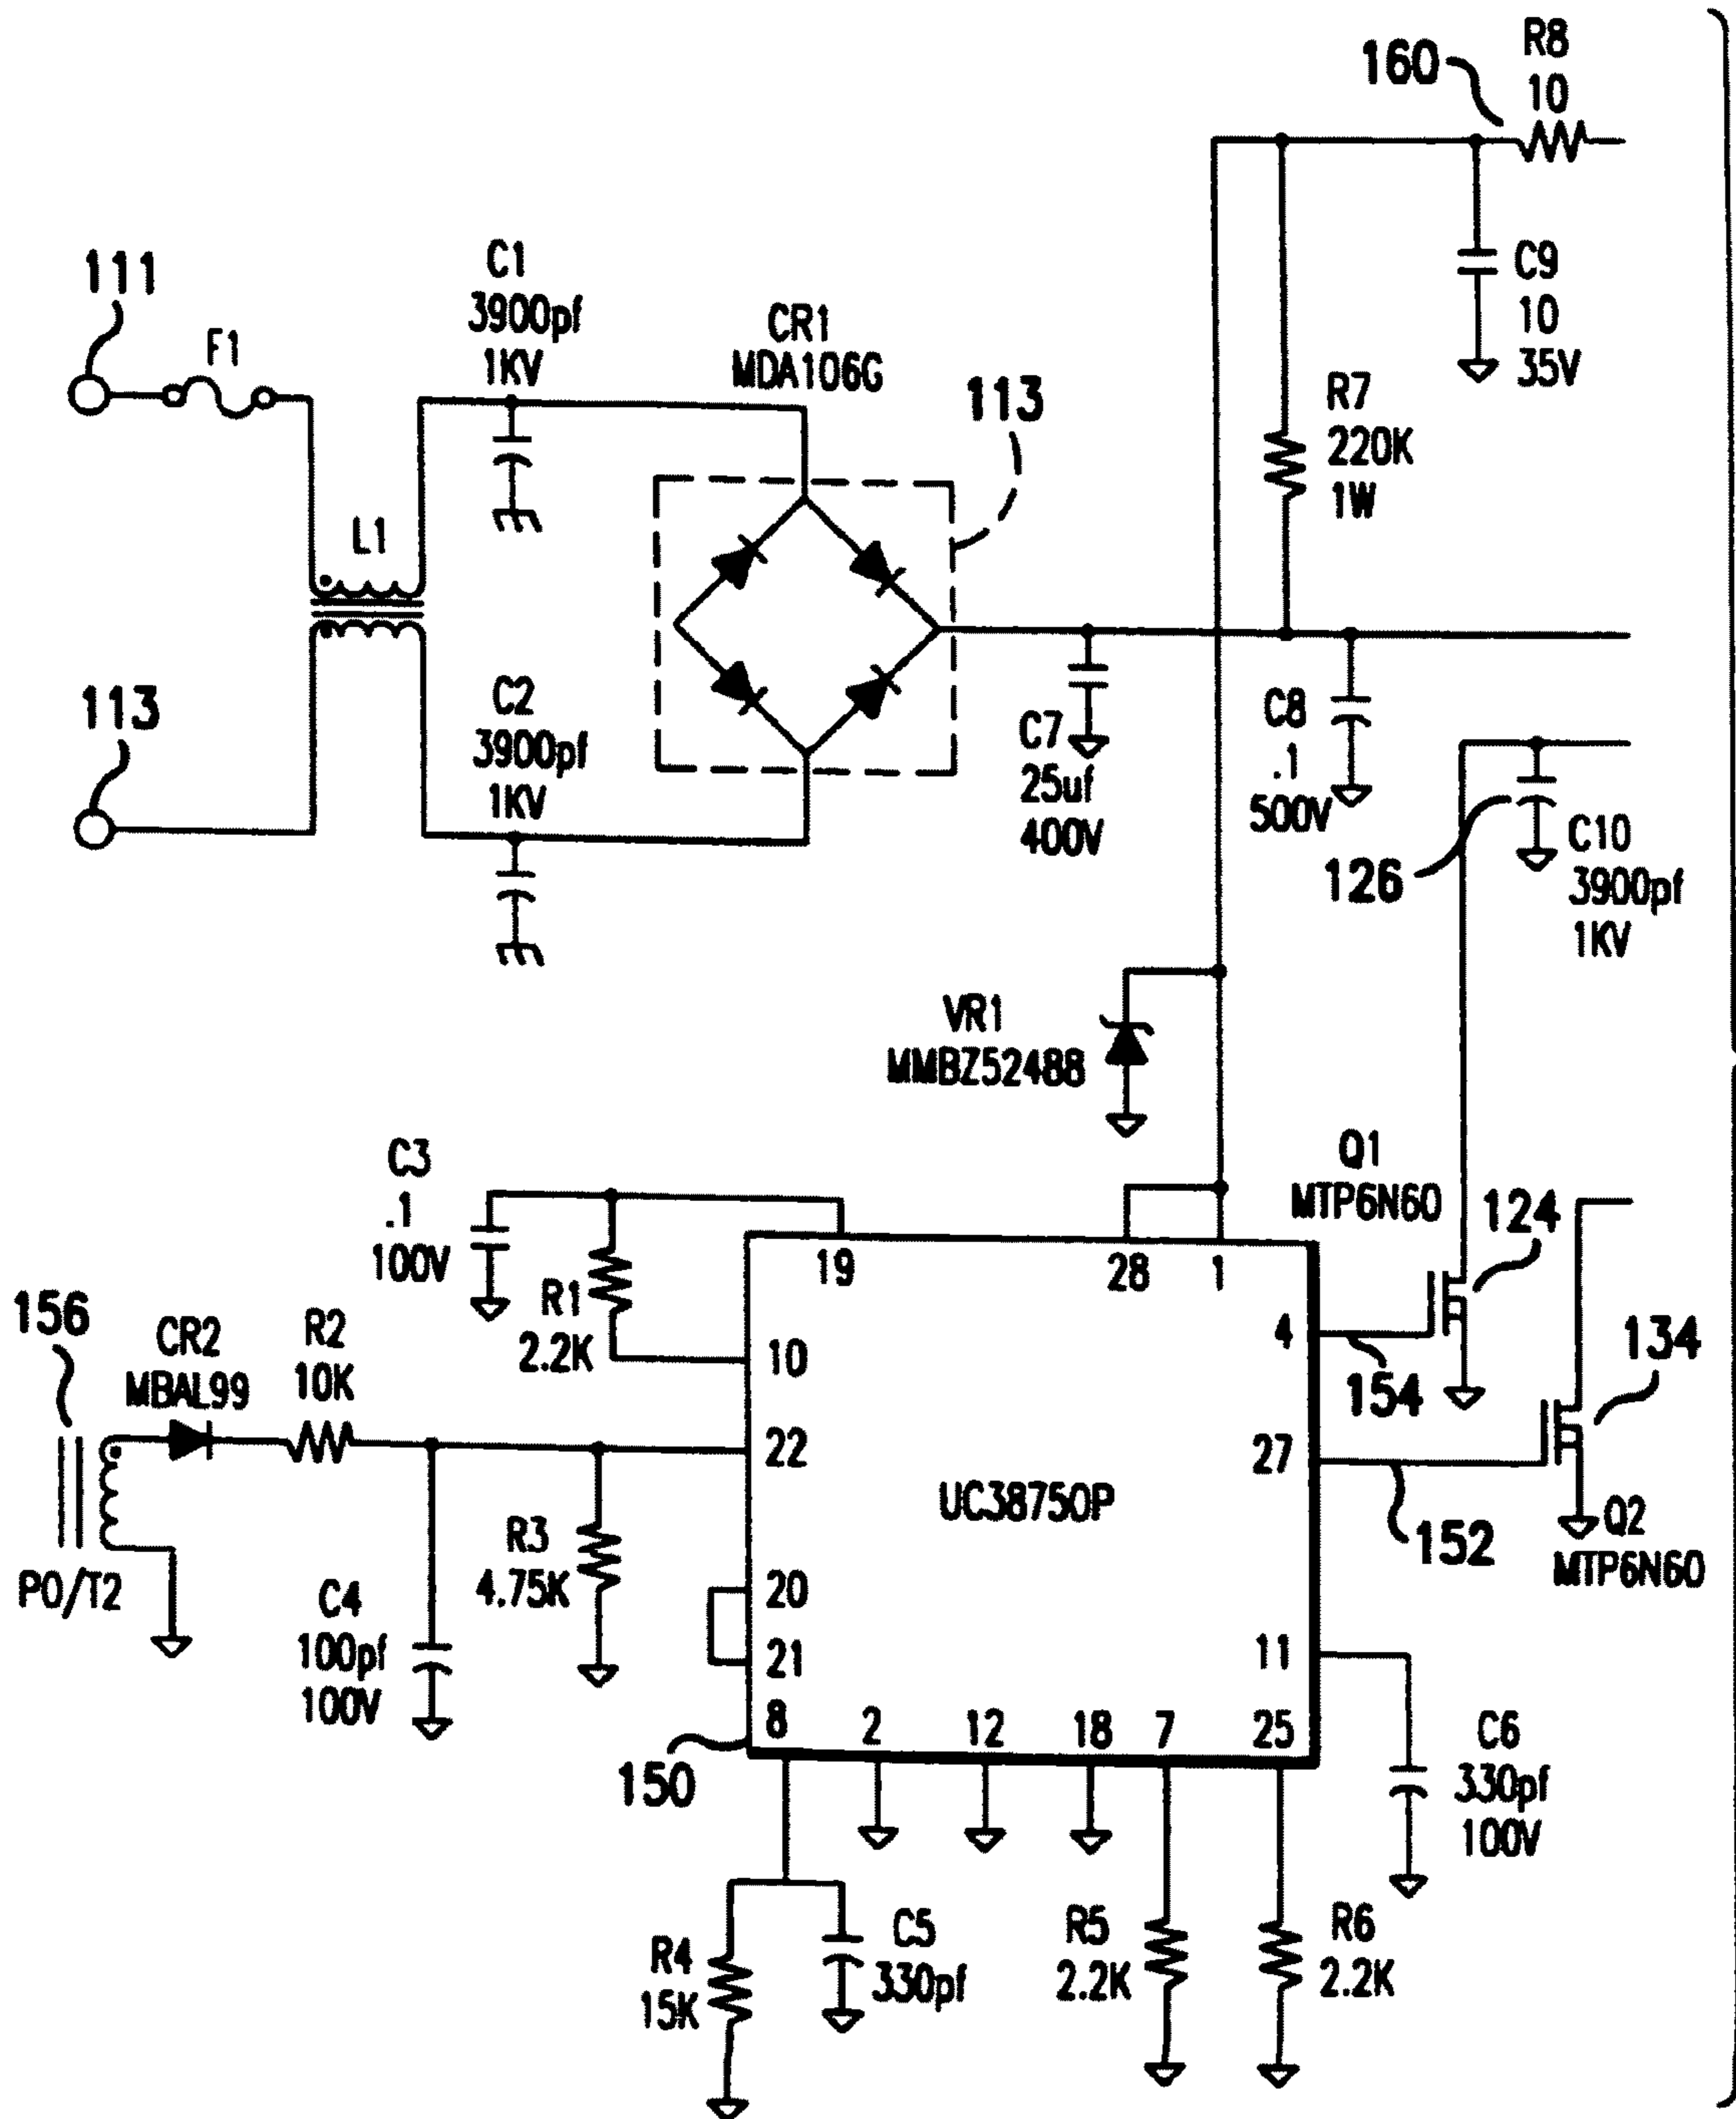 160
R8
10
111
F1
C1
3900pf
1KV
CR1
MDA106G
113
C9
10
35V
R7
220K
1W
L1
113
C2
3900pf
1KV
C7
25uf
400V
C8
.1
500V
126
C10
3900pf
1KV
VR1
MMBZ5248B
C3
.1
100V
R1
2.2K
19
28
1
Q1
MTP6N60
124
4
154
134
156
CR2
MBAL99
R2
10K
10
22
27
152
Q2
MTP6N60
UC38750P
PO/T2
C4
100pf
100V
R3
4.75K
20
21
8
2
12
18
7
25
11
150
C6
330pf
100V
R4
15K
C5
330pf
R5
2.2K
R6
2.2K